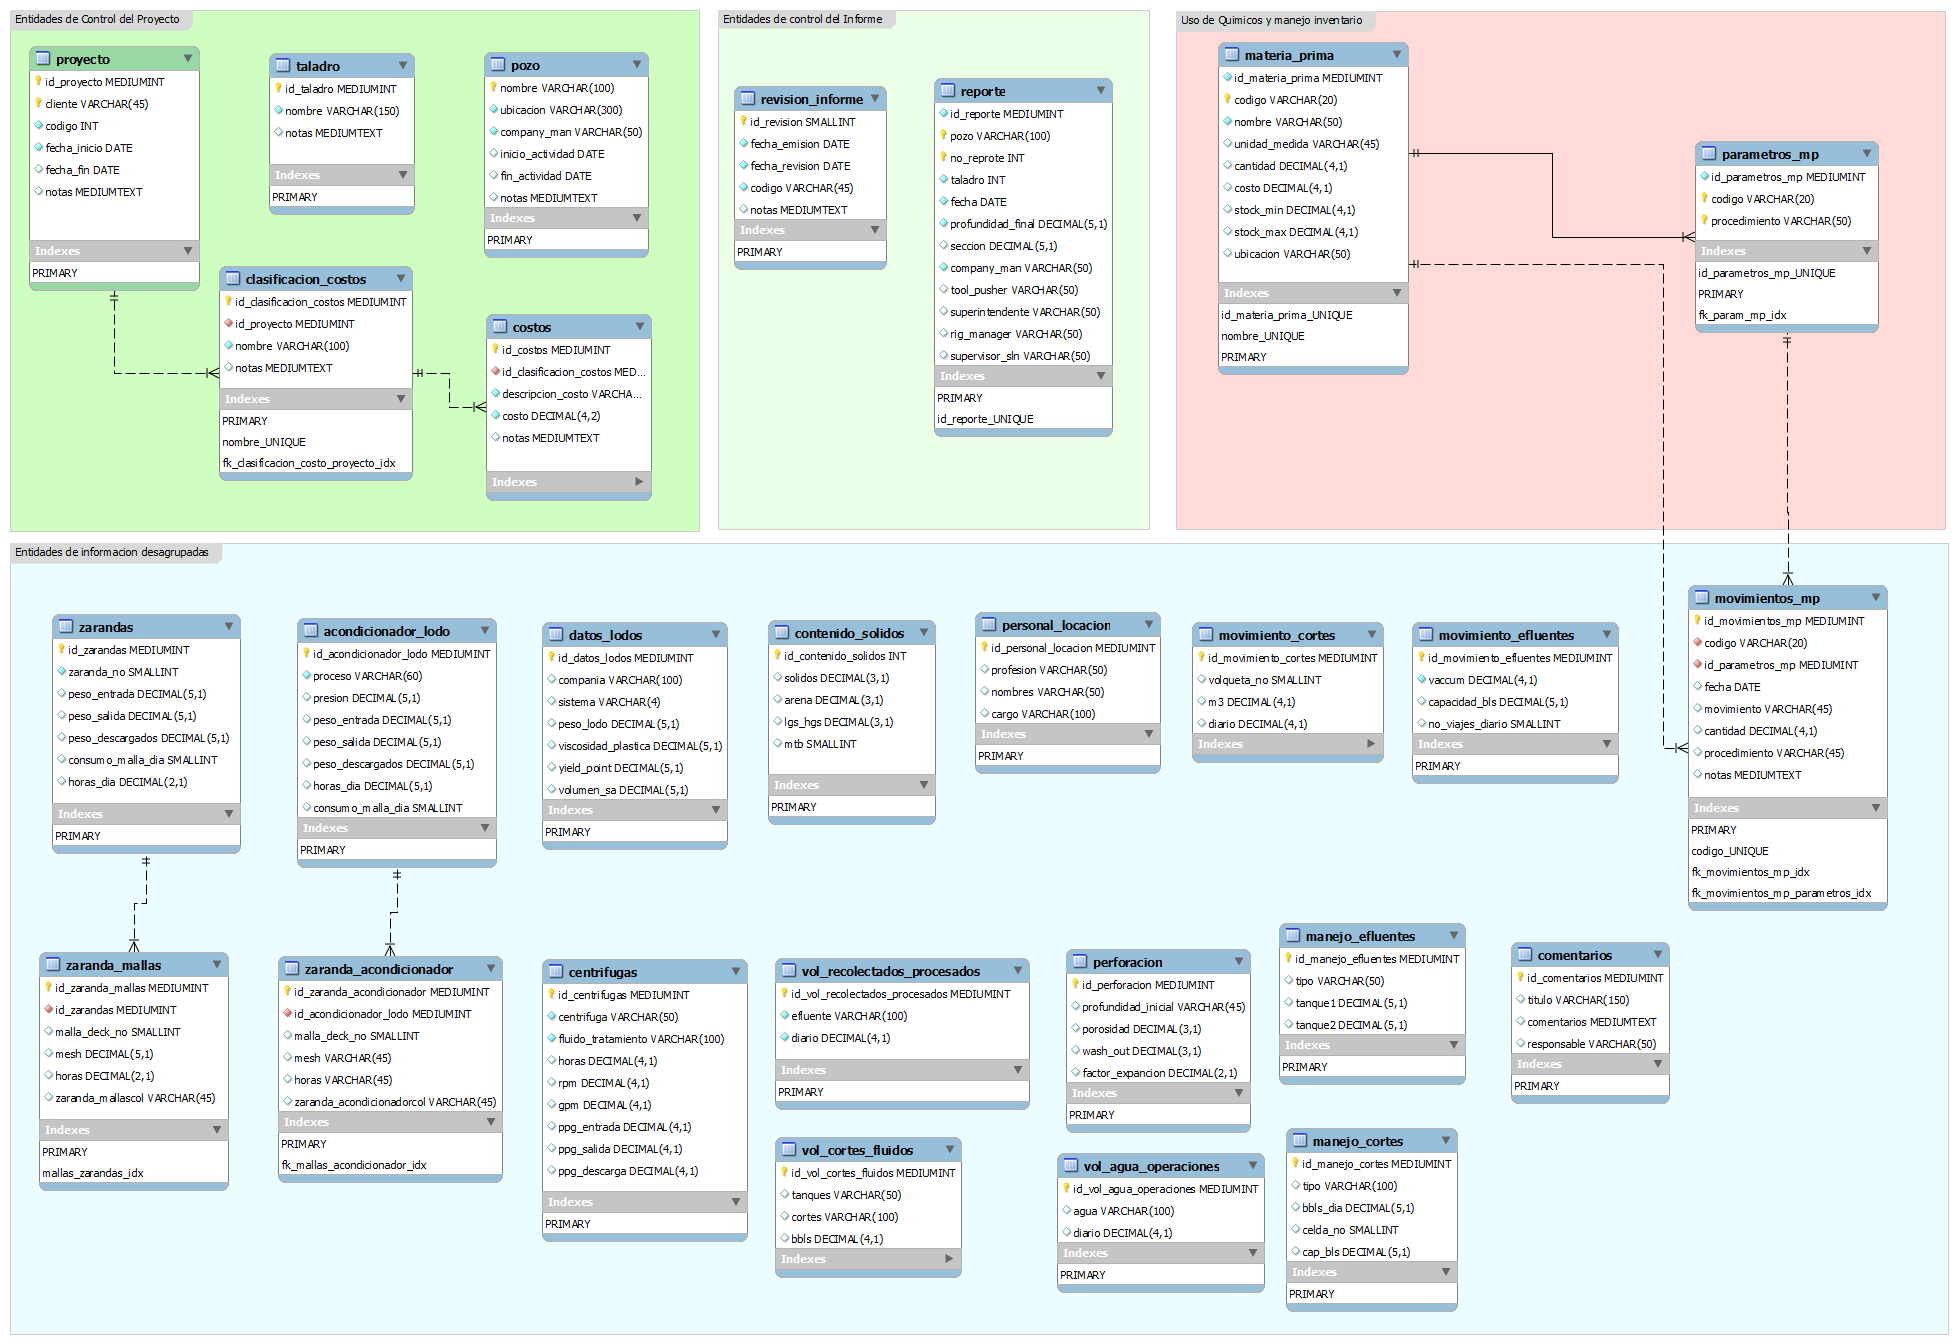 Entidades de Control del Proyecto
proyecto
id_proyecto MEDIUMINT
cliente VARCHAR(45)
codigo INT
fecha_inicio DATE
fecha_fin DATE
notas MEDIUMTEXT
Indexes
PRIMARY
taladro
id_taladro MEDIUMINT
nombre VARCHAR(150)
notas MEDIUMTEXT
Indexes
PRIMARY
pozo
nombre VARCHAR(100)
ubicacion VARCHAR(300)
company_man VARCHAR(50)
inicio_actividad DATE
fin_actividad DATE
notas MEDIUMTEXT
Indexes
PRIMARY
clasificacion_costos
id_clasificacion_costos MEDIUMINT
id_proyecto MEDIUMINT
nombre VARCHAR(100)
notas MEDIUMTEXT
Indexes
PRIMARY
nombre_UNIQUE
fk_clasificacion_costo_proyecto_idx
costos
id_costos MEDIUMINT
id_clasificacion_costos MED...
descripcion_costo VARCHA...
costo DECIMAL(4,2)
notas MEDIUMTEXT
Indexes
Entidades de control del Informe
revision_informe
id_revision SMALLINT
fecha_emision DATE
fecha_revision DATE
codigo VARCHAR(45)
notas MEDIUMTEXT
Indexes
PRIMARY
reporte
id_reporte MEDIUMINT
pozo VARCHAR(100)
no_reprote INT
taladro INT
fecha DATE
profundidad_final DECIMAL(5,1)
seccion DECIMAL(5,1)
company_man VARCHAR(50)
tool_pusher VARCHAR(50)
superintendente VARCHAR(50)
rig_manager VARCHAR(50)
supervisor_sln VARCHAR(50)
Indexes
PRIMARY
id_reporte_UNIQUE
Uso de Quimicos y manejo inventario
materia_prima
id_materia_prima MEDIUMINT
codigo VARCHAR(20)
nombre VARCHAR(50)
unidad_medida VARCHAR(45)
cantidad DECIMAL(4,1)
costo DECIMAL(4,1)
stock_min DECIMAL(4,1)
stock_max DECIMAL(4,1)
ubicacion VARCHAR(50)
Indexes
id_materia_prima_UNIQUE
nombre_UNIQUE
PRIMARY
parametros_mp
id_parametros_mp MEDIUMINT
codigo VARCHAR(20)
procedimiento VARCHAR(50)
Indexes
id_parametros_mp_UNIQUE
PRIMARY
fk_param_mp_idx
Entidades de informacion desagrupadas
zarandas
id_zarandas MEDIUMINT
zaranda_no SMALLINT
peso_entrada DECIMAL(5,1)
peso_salida DECIMAL(5,1)
peso_descargados DECIMAL(5,1)
consumo_malla_dia SMALLINT
horas_dia DECIMAL(2,1)
Indexes
PRIMARY
acondicionador_lodo
id_acondicionador_lodo MEDIUMINT
proceso VARCHAR(60)
presion DECIMAL(5,1)
peso_entrada DECIMAL(5,1)
peso_salida DECIMAL(5,1)
peso_descargados DECIMAL(5,1)
horas_dia DECIMAL(5,1)
consumo_malla_dia SMALLINT
Indexes
PRIMARY
datos_lodos
id_datos_lodos MEDIUMINT
compania VARCHAR(100)
sistema VARCHAR(4)
peso_lodo DECIMAL(5,1)
viscosidad_plastica DECIMAL(5,1)
yield_point DECIMAL(5,1)
volumen_sa DECIMAL(5,1)
Indexes
PRIMARY
contenido_solidos
id_contenido_solidos INT
solidos DECIMAL(3,1)
arena DECIMAL(3,1)
lgs_hgs DECIMAL(3,1)
mtb SMALLINT
Indexes
PRIMARY
personal_locacion
id_personal_locacion MEDIUMINT
profesion VARCHAR(50)
nombres VARCHAR(50)
cargo VARCHAR(100)
Indexes
PRIMARY
movimiento_cortes
id_movimiento_cortes MEDIUMINT
volqueta_no SMALLINT
m3 DECIMAL(4,1)
diario DECIMAL(4,1)
Indexes
movimiento_efluentes
id_movimiento_efluentes MEDIUMINT
vaccum DECIMAL(4,1)
capacidad_bls DECIMAL(5,1)
no_viajes_diario SMALLINT
Indexes
PRIMARY
movimientos_mp
id_movimientos_mp MEDIUMINT
codigo VARCHAR(20)
id_parametros_mp MEDIUMINT
fecha DATE
movimiento VARCHAR(45)
cantidad DECIMAL(4,1)
procedimiento VARCHAR(45)
notas MEDIUMTEXT
Indexes
PRIMARY
codigo_UNIQUE
fk_movimientos_mp_idx
fk_movimientos_mp_parametros_idx
zaranda_mallas
id_zaranda_mallas MEDIUMINT
id_zarandas MEDIUMINT
malla_deck_no SMALLINT
mesh DECIMAL(5,1)
horas DECIMAL(2,1)
zaranda_mallascol VARCHAR(45)
Indexes
PRIMARY
mallas_zarandas_idx
zaranda_acondicionador
id_zaranda_acondicionador MEDIUMINT
id_acondicionador_lodo MEDIUMINT
malla_deck_no SMALLINT
mesh VARCHAR(45)
horas VARCHAR(45)
zaranda_acondicionadorcol VARCHAR(45)
Indexes
PRIMARY
fk_mallas_acondicionador_idx
centrifugas
id_centrifugas MEDIUMINT
centrifuga VARCHAR(50)
fluido_tratamiento VARCHAR(100)
horas DECIMAL(4,1)
rpm DECIMAL(4,1)
gpm DECIMAL(4,1)
ppg_entrada DECIMAL(4,1)
ppg_salida DECIMAL(4,1)
ppg_descarga DECIMAL(4,1)
Indexes
PRIMARY
vol_recolectados_procesados
id_vol_recolectados_procesados MEDIUMINT
efluente VARCHAR(100)
diario DECIMAL(4,1)
Indexes
PRIMARY
vol_cortes_fluidos
id_vol_cortes_fluidos MEDIUMINT
tanques VARCHAR(50)
cortes VARCHAR(100)
bbls DECIMAL(4,1)
Indexes
perforacion
id_perforacion MEDIUMINT
profundidad_inicial VARCHAR(45)
porosidad DECIMAL(3,1)
wash_out DECIMAL(3,1)
factor_expancion DECIMAL(2,1)
Indexes
PRIMARY
vol_agua_operaciones
id_vol_agua_operaciones MEDIUMINT
agua VARCHAR(100)
diario DECIMAL(4,1)
Indexes
PRIMARY
manejo_efluentes
id_manejo_efluentes MEDIUMINT
tipo VARCHAR(50)
tanque1 DECIMAL(5,1)
tanque2 DECIMAL(5,1)
Indexes
PRIMARY
manejo_cortes
id_manejo_cortes MEDIUMINT
tipo VARCHAR(100)
bbls_dia DECIMAL(5,1)
celda_no SMALLINT
cap_bls DECIMAL(5,1)
Indexes
PRIMARY
comentarios
id_comentarios MEDIUMINT
titulo VARCHAR(150)
comentarios MEDIUMTEXT
responsable VARCHAR(50)
Indexes
PRIMARY